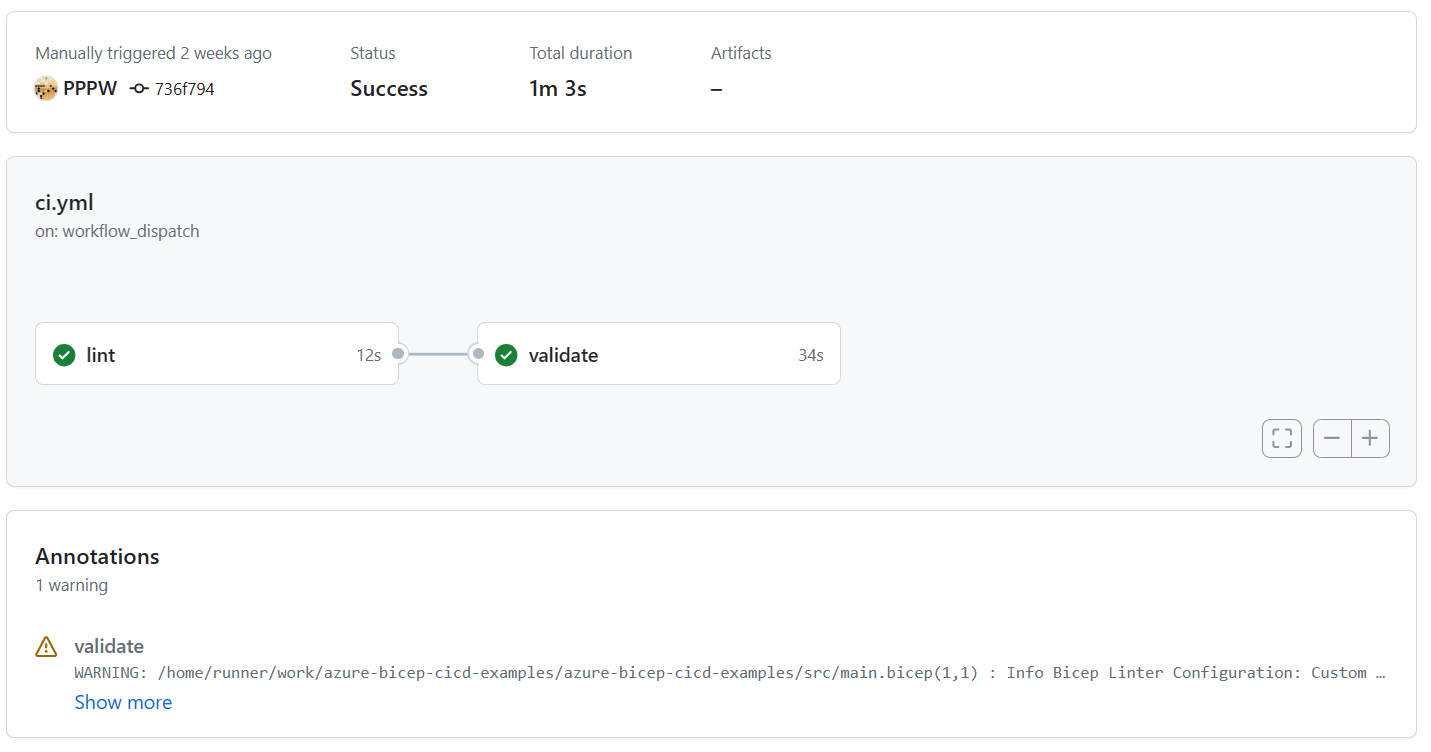 Manually triggered 2 weeks ago Status Total duration Artifacts
PPPW 736f794 Success 1m 3s –
ci.yml
on: workflow_dispatch
lint 12s validate 34s
Annotations
1 warning
validate
WARNING: /home/runner/work/azure-bicep-cicd-examples/azure-bicep-cicd-examples/src/main.bicep(1,1) : Info Bicep Linter Configuration: Custom …
Show more